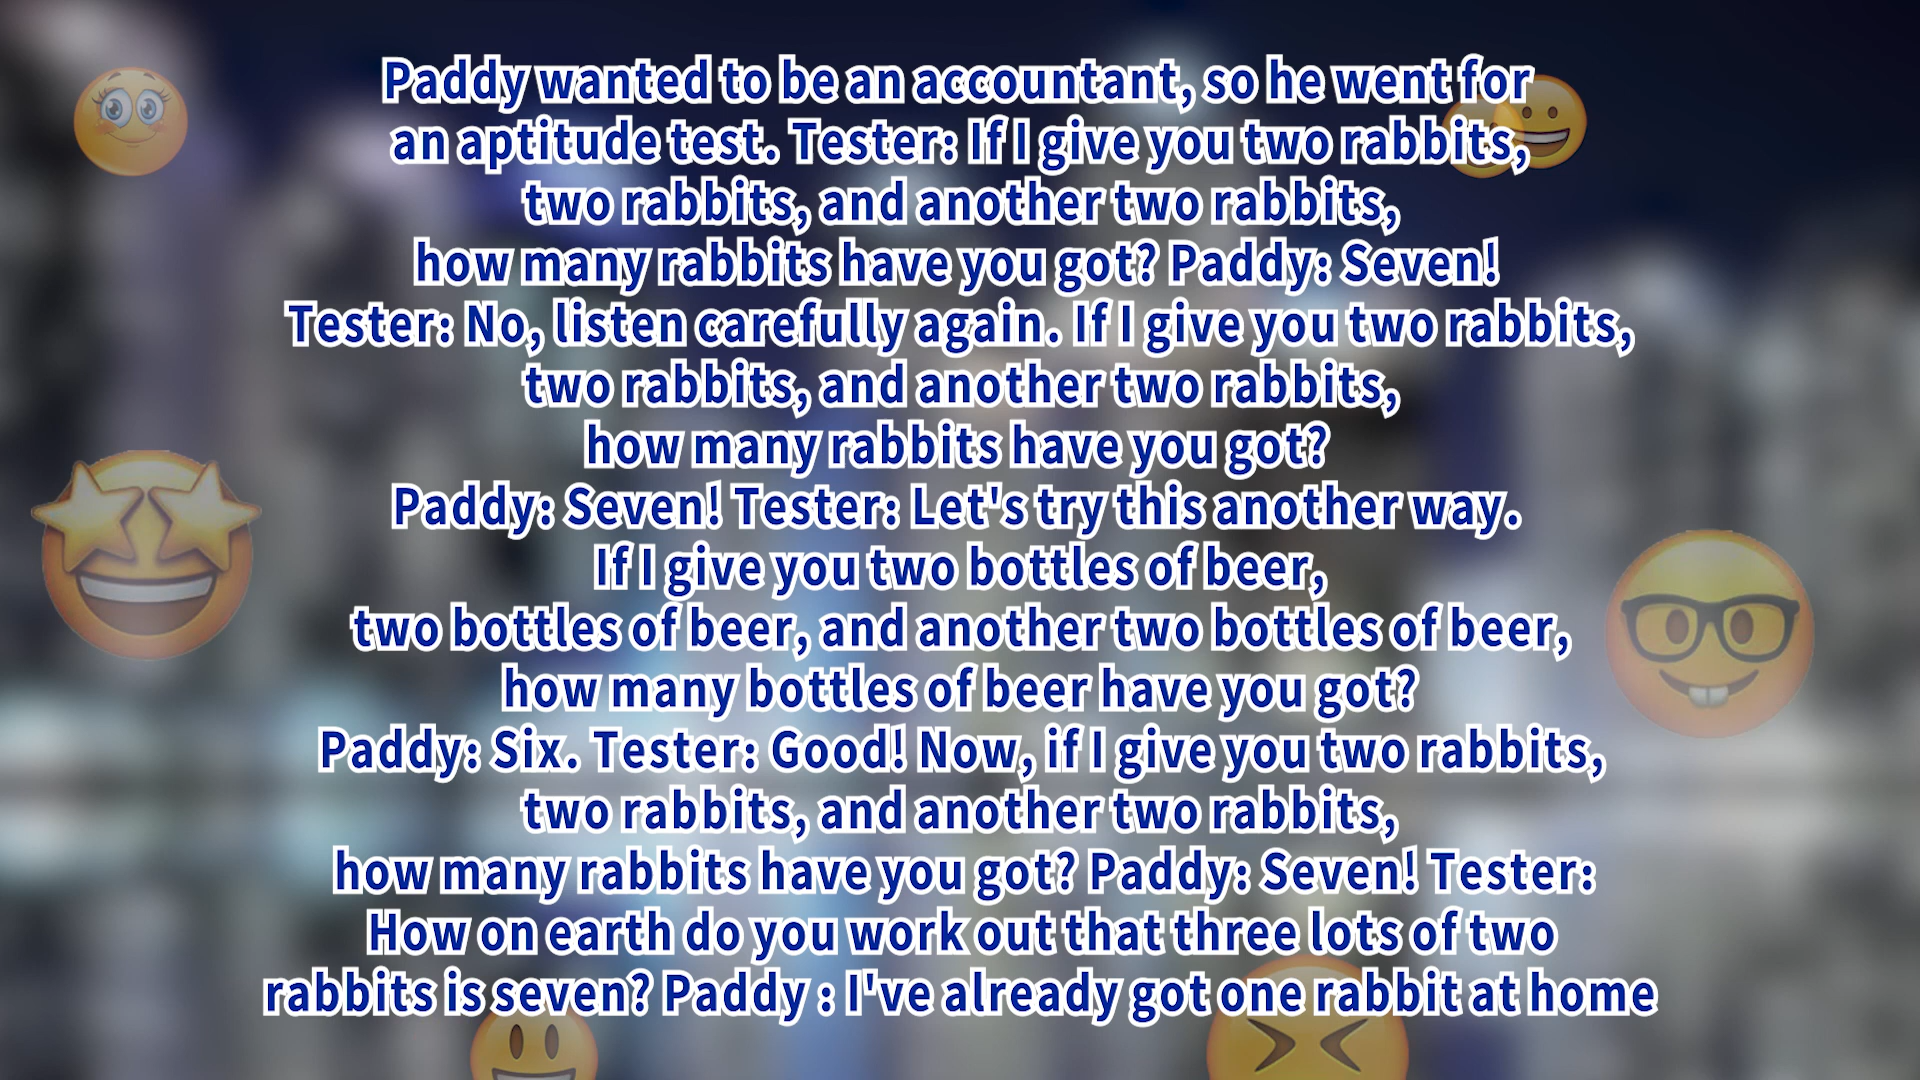 Paddy wanted to be an accountant, so he went for
an aptitude test. Tester: If I give you two rabbits,
two rabbits, and another two rabbits,
how many rabbits have you got? Paddy: Seven!
Tester: No, listen carefully again. If I give you two rabbits,
two rabbits, and another two rabbits,
how many rabbits have you got?
Paddy: Seven! Tester: Let's try this another way.
If I give you two bottles of beer,
two bottles of beer, and another two bottles of beer,
how many bottles of beer have you got?
Paddy: Six. Tester: Good! Now, if I give you two rabbits,
two rabbits, and another two rabbits,
how many rabbits have you got? Paddy: Seven! Tester:
How on earth do you work out that three lots of two
rabbits is seven? Paddy : I've already got one rabbit at home